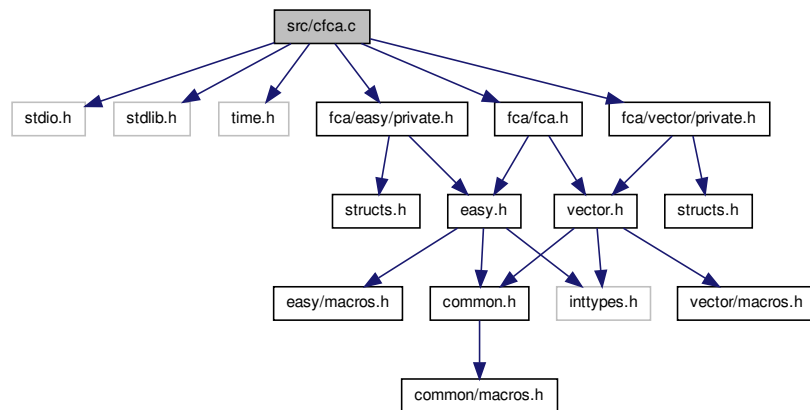 src/cfca.c
stdio.h
stdlib.h
time.h
fca/easy/private.h
fca/fca.h
fca/vector/private.h
structs.h
easy.h
vector.h
structs.h
easy/macros.h
common.h
inttypes.h
vector/macros.h
common/macros.h